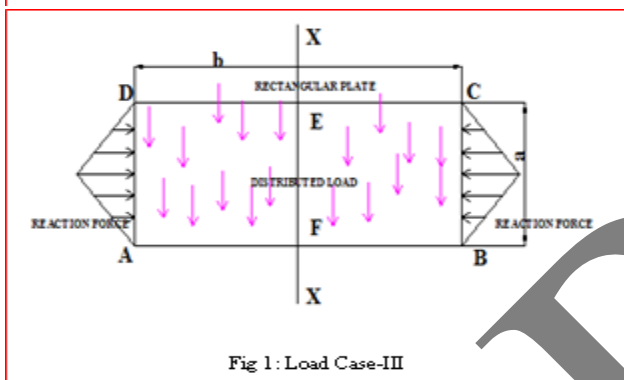 X
b
D
RECTANGULAR PLATE
C
E
a
DISTRIBUTED LOAD
REACTION FORCE
F
REACTION FORCE
A
B
X
Fig 1: Load Case-III